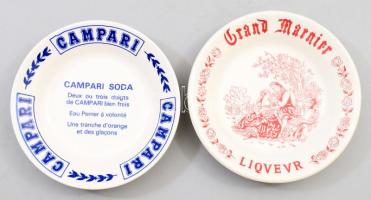 CAMPARI
CAMPARI SODA
Deux ou trois doigts
de CAMPARI bien frois
Eau Perrier à volonté
Une tranche d'orange
et des glaçons
CAMPARI
CAMPARI
Grand Marnier
LIQVEVR